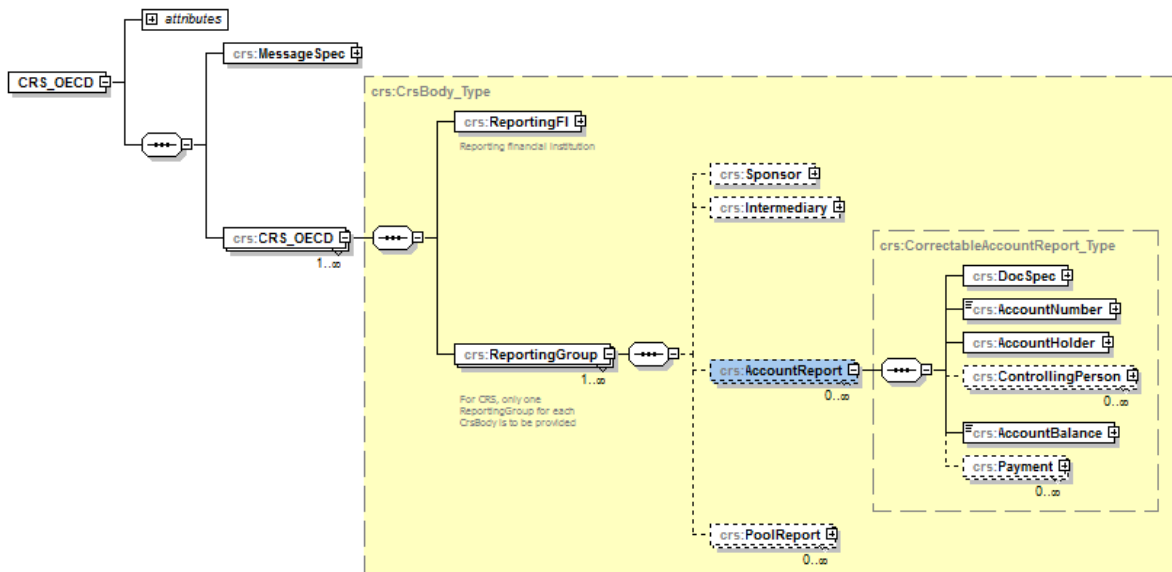 attributes
crs:MessageSpec
CRS_OECD
crs:CrsBody_Type
crs:ReportingFI
Reporting financial institution
crs:Sponsor
crs:Intermediary
crs:CRS_OECD
1..∞
crs:CorrectableAccountReport_Type
crs:DocSpec
crs:AccountNumber
crs:AccountHolder
crs:ReportingGroup
1..∞
For CRS, only one
ReportingGroup for each
CrsBody is to be provided
crs:AccountReport
0..∞
crs:ControllingPerson
0..∞
crs:AccountBalance
crs:Payment
0..∞
crs:PoolReport
0..∞